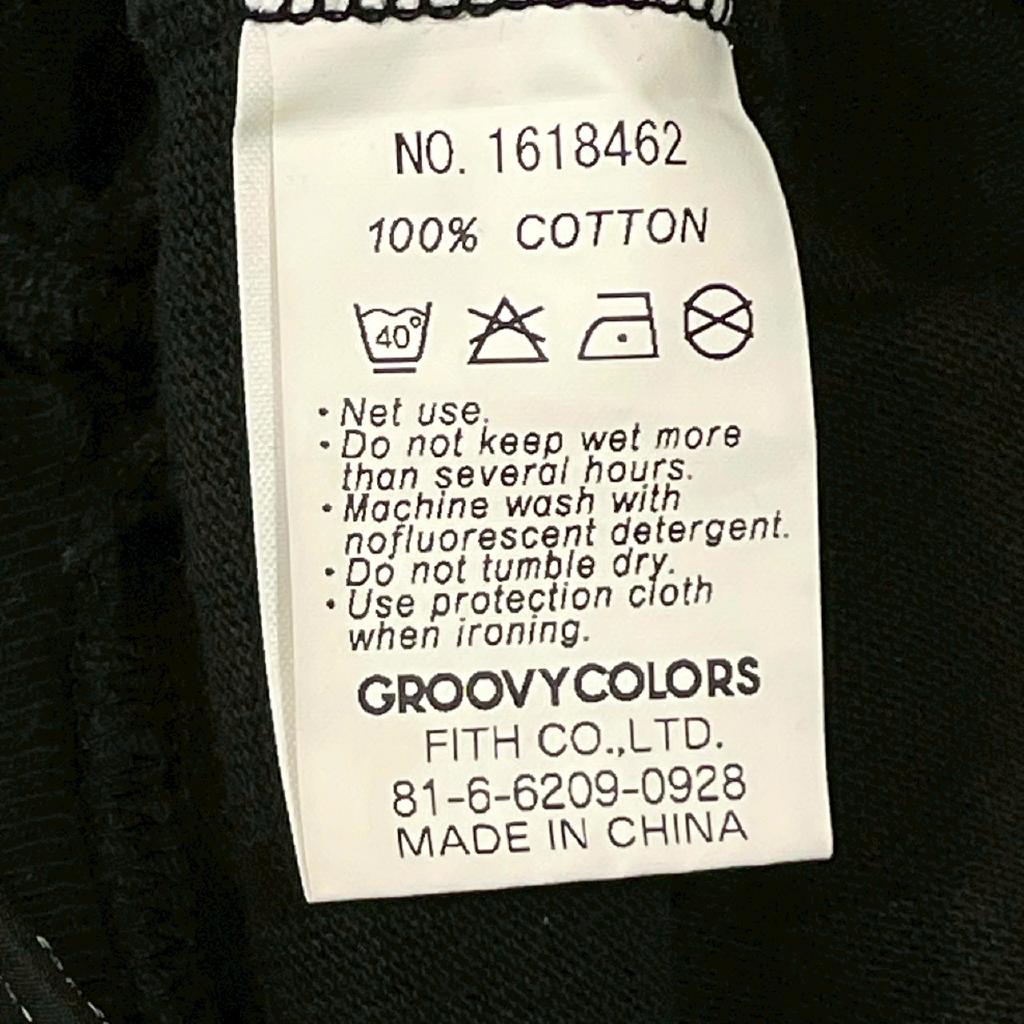 NO. 1618462
100% COTTON
40°
• Net use.
• Do not keep wet more
than several hours.
• Machine wash with
nofluorescent detergent.
• Do not tumble dry.
• Use protection cloth
when ironing.
GROOVYCOLORS
FITH CO.,LTD.
81-6-6209-0928
MADE IN CHINA